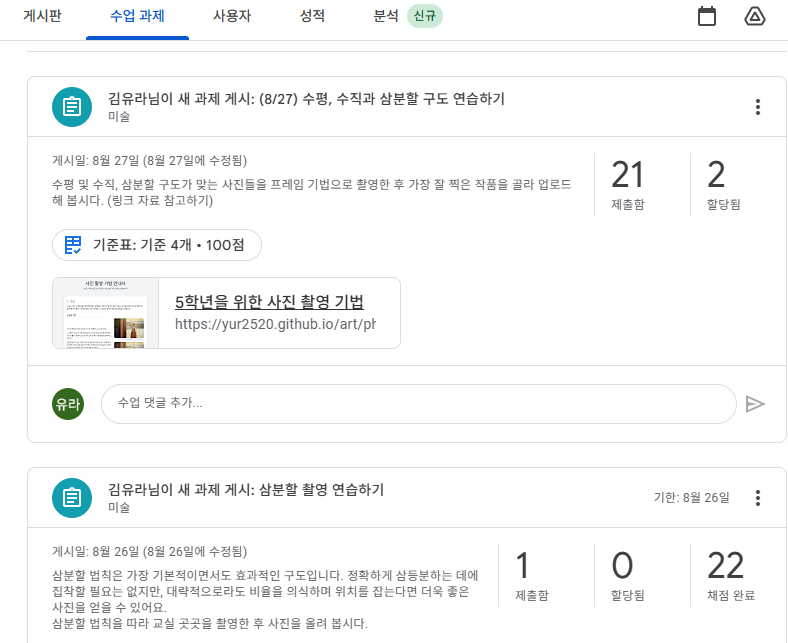 게시판 수업 과제 사용자 성적 분석 신규
김유라님이 새 과제 게시: (8/27) 수평, 수직과 삼분할 구도 연습하기
미술
게시일: 8월 27일 (8월 27일에 수정됨)
수평 및 수직, 삼분할 구도가 맞는 사진들을 프레임 기법으로 촬영한 후 가장 잘 찍은 작품을 골라 업로드
해 봅시다. (링크 자료 참고하기)
21
제출함
2
할당됨
기준표: 기준 4개 • 100점
사진 촬영 기법 안내서
5학년을 위한 사진 촬영 기법
https://yur2520.github.io/art/ph
유라
수업 댓글 추가...
김유라님이 새 과제 게시: 삼분할 촬영 연습하기
미술
기한: 8월 26일
게시일: 8월 26일 (8월 26일에 수정됨)
삼분할 법칙은 가장 기본적이면서도 효과적인 구도입니다. 정확하게 삼등분하는 데에
집착할 필요는 없지만, 대략적으로라도 비율을 의식하며 위치를 잡는다면 더욱 좋은
사진을 얻을 수 있어요.
삼분할 법칙을 따라 교실 곳곳을 촬영한 후 사진을 올려 봅시다.
1
제출함
0
할당됨
22
채점 완료